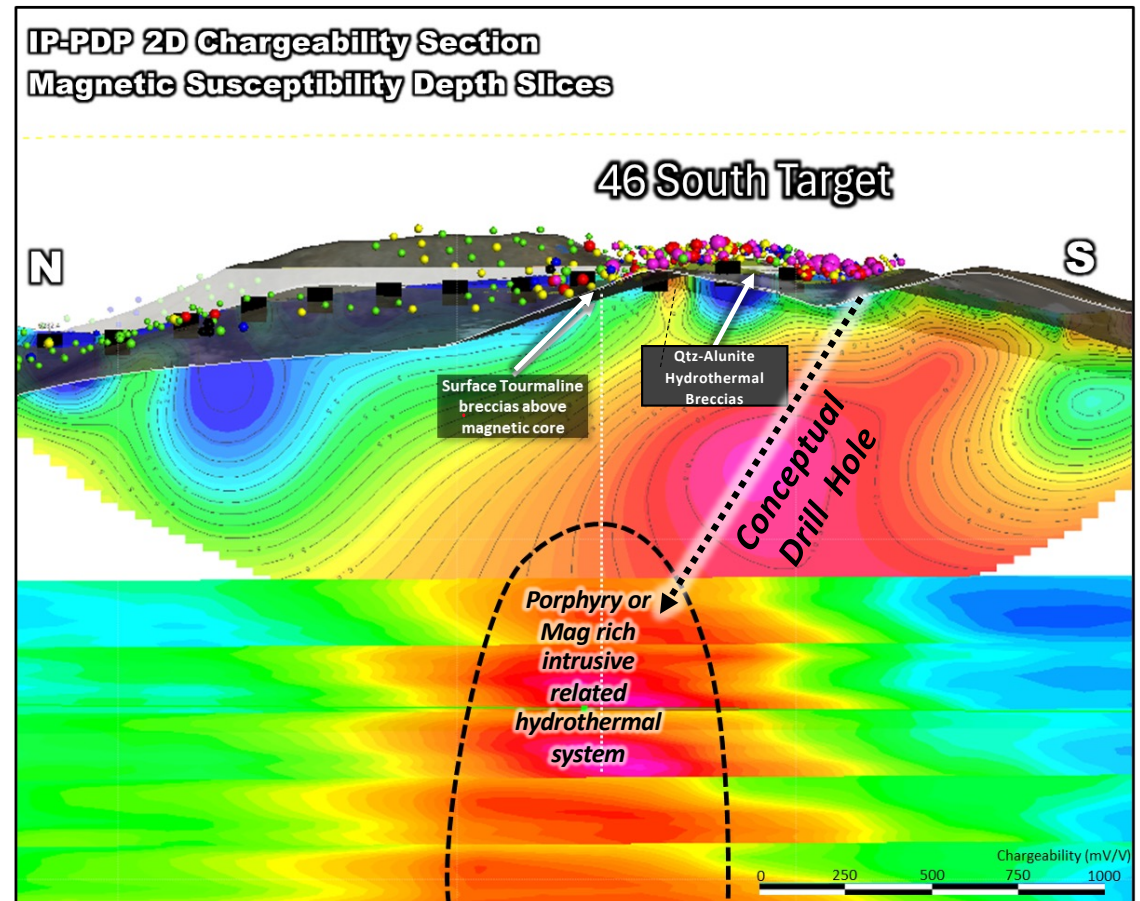 IP-PDP 2D Chargeability Section
Magnetic Susceptibility Depth Slices
46 South Target
N
S
Surface Tourmaline
breccias above
magnetic core
Qtz-Alunite
Hydrothermal
Breccias
Conceptual
Drill Hole
Porphyry or
Mag rich
intrusive
related
hydrothermal
system
Chargeability (mV/V)
0 250 500 750 1000